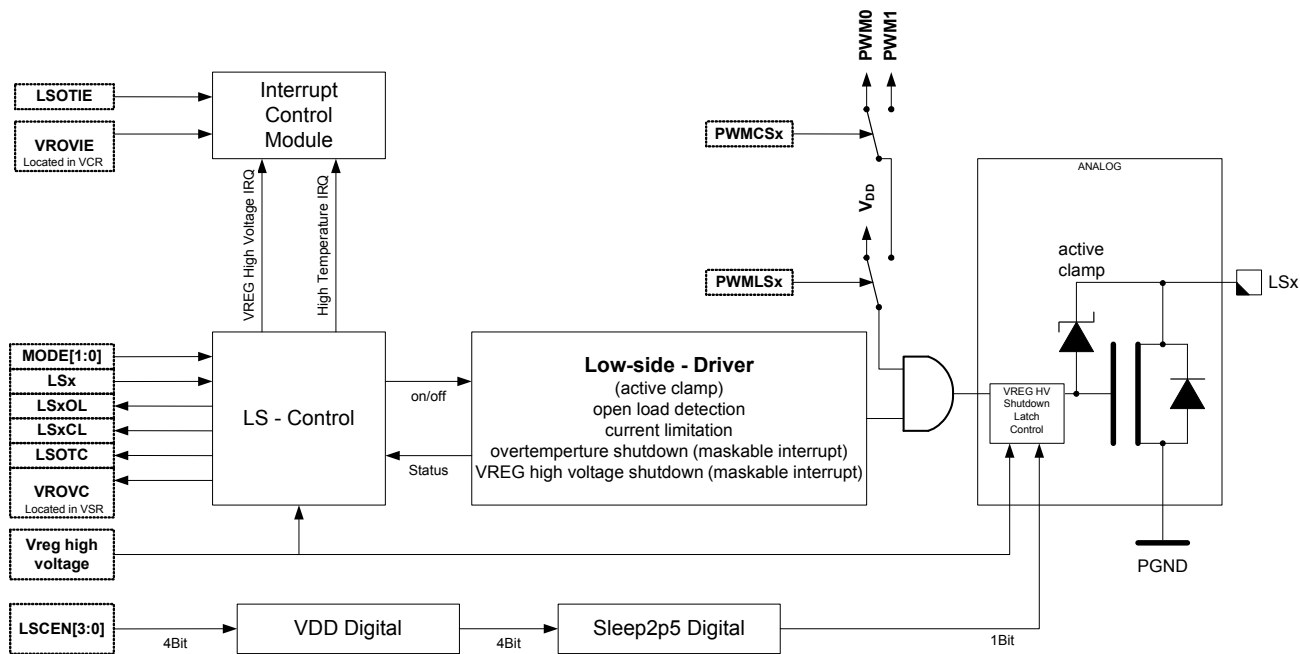 PWM0
PWM1
LSOTIE
VROVIE
Located in VCR
Interrupt
Control
Module
PWMCSx
VREG High Voltage IRQ
High Temperature IRQ
VDD
PWMLSx
ANALOG
active
clamp
LSx
MODE[1:0]
LSx
LSxOL
LSxCL
LSOTC
VROVC
Located in VSR
LS - Control
on/off
Status
Low-side - Driver
(active clamp)
open load detection
current limitation
overtemperture shutdown (maskable interrupt)
VREG high voltage shutdown (maskable interrupt)
VREG HV
Shutdown
Latch
Control
Vreg high
voltage
PGND
LSCEN[3:0]
4Bit
VDD Digital
4Bit
Sleep2p5 Digital
1Bit